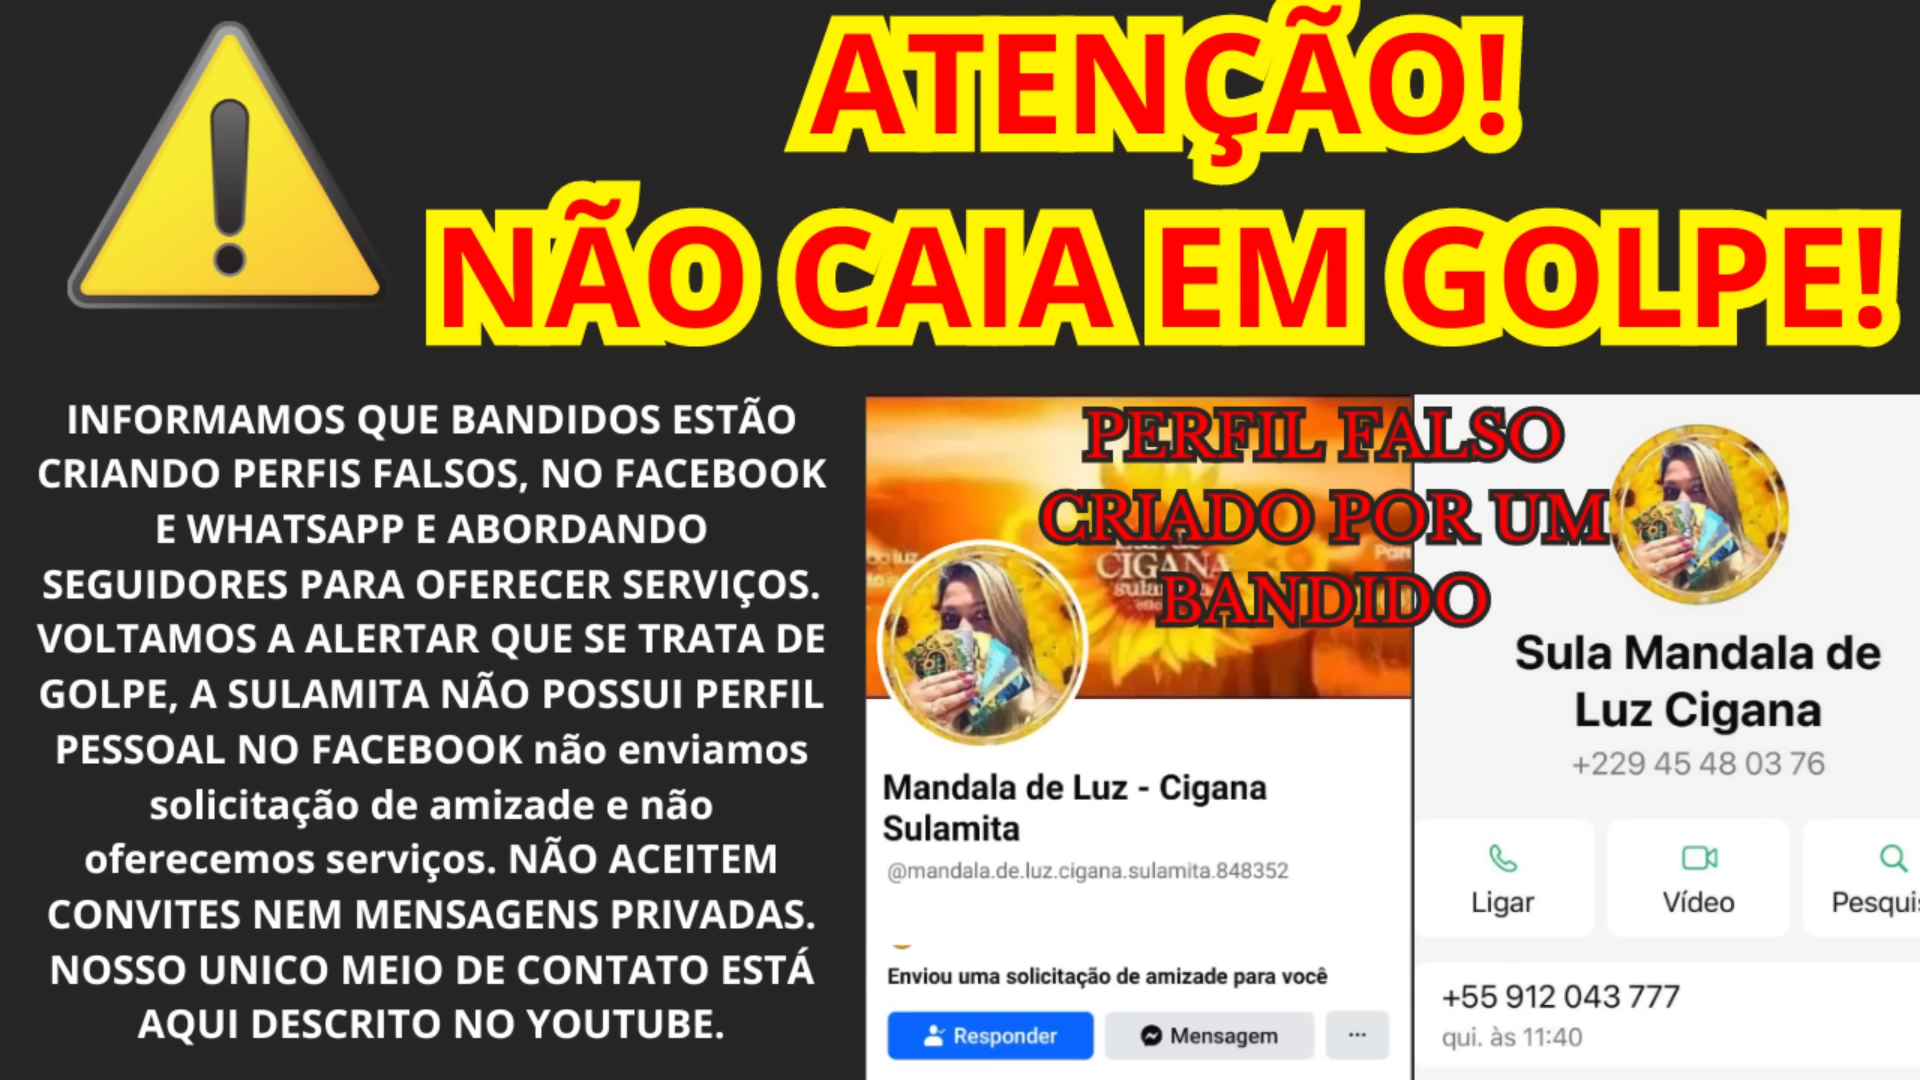 ATENÇÃO!
NÃO CAIA EM GOLPE!
INFORMAMOS QUE BANDIDOS ESTÃO
CRIANDO PERFIS FALSOS, NO FACEBOOK
E WHATSAPP E ABORDANDO
SEGUIDORES PARA OFERECER SERVIÇOS.
VOLTAMOS A ALERTAR QUE SE TRATA DE
GOLPE, A SULAMITA NÃO POSSUI PERFIL
PESSOAL NO FACEBOOK não enviamos
solicitação de amizade e não
oferecemos serviços. NÃO ACEITEM
CONVITES NEM MENSAGENS PRIVADAS.
NOSSO UNICO MEIO DE CONTATO ESTÁ
AQUI DESCRITO NO YOUTUBE.
PERFIL FALSO
CRIADO POR UM
BANDIDO
CIGANA
Mandala de Luz - Cigana
Sulamita
@mandala.de.luz.cigana.sulamita.848352
Enviou uma solicitação de amizade para você
Responder
Mensagem
Sula Mandala de
Luz Cigana
+229 45 48 03 76
Ligar
Vídeo
Pesquis
+55 912 043 777
qui. às 11:40